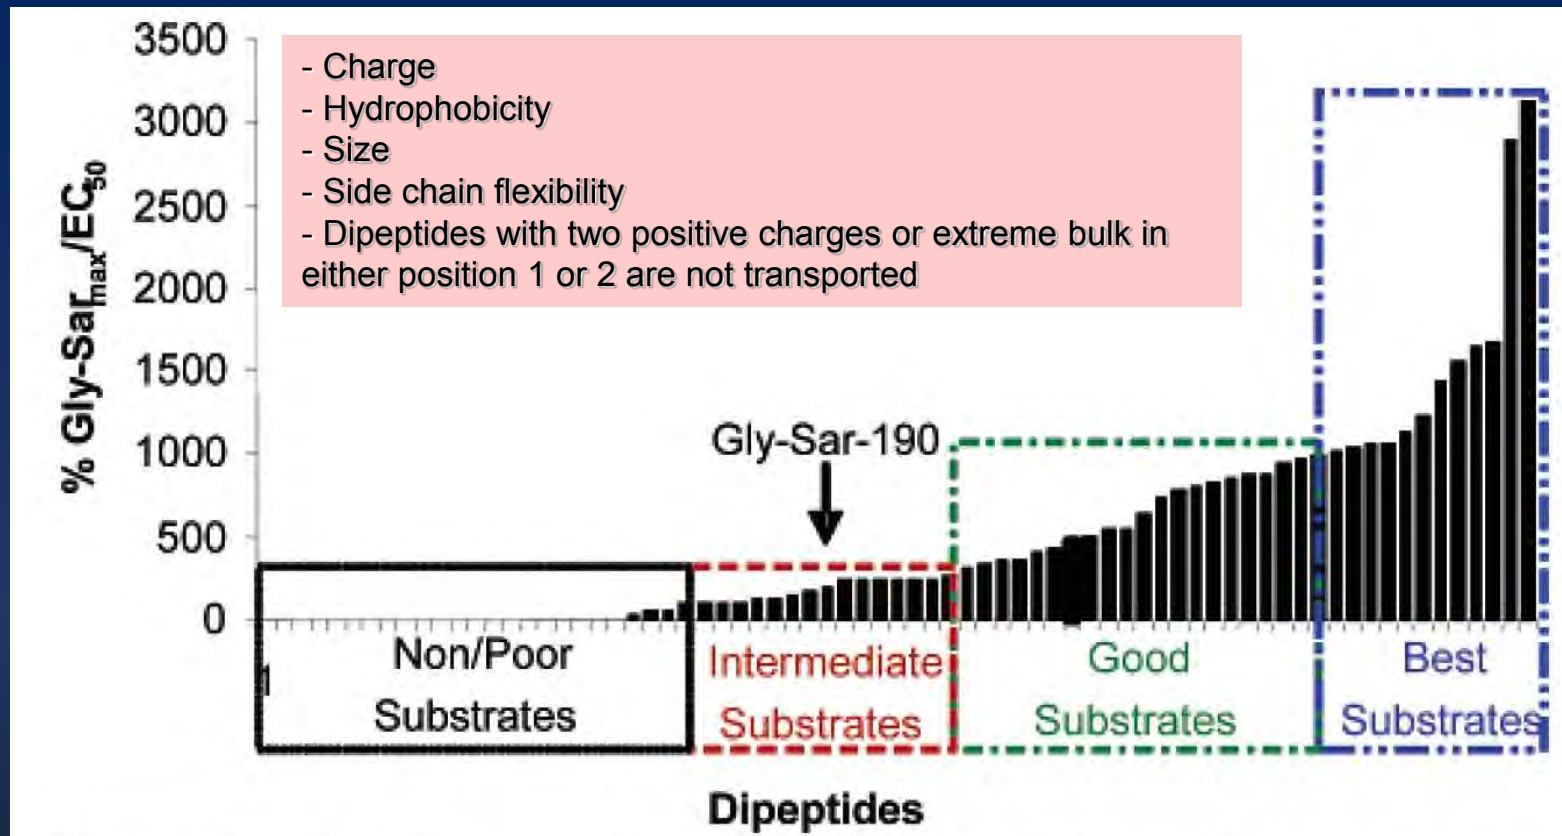 3500
3000
2500
2000
1500
1000
500
0
% Gly-Sarmax/EC50
- Charge
- Hydrophobicity
- Size
- Side chain flexibility
- Dipeptides with two positive charges or extreme bulk in
either position 1 or 2 are not transported
Gly-Sar-190
Non/Poor
Substrates
Intermediate
Substrates
Good
Substrates
Best
Substrates
Dipeptides